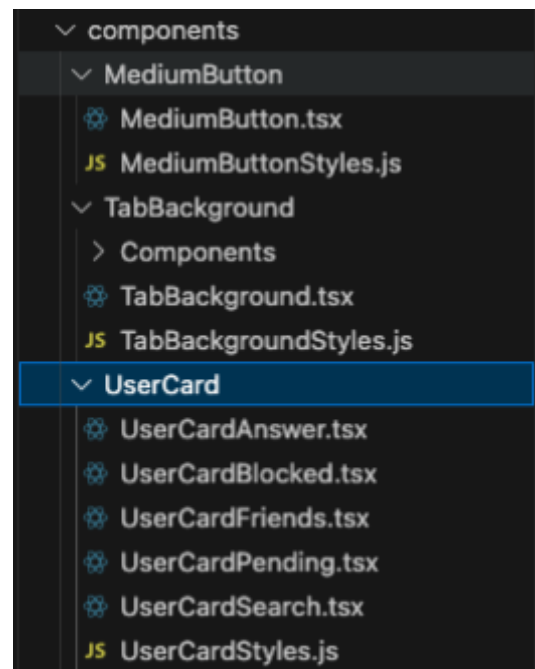 components
MediumButton
MediumButton.tsx
JS MediumButtonStyles.js
TabBackground
Components
TabBackground.tsx
JS TabBackgroundStyles.js
UserCard
UserCardAnswer.tsx
UserCardBlocked.tsx
UserCardFriends.tsx
UserCardPending.tsx
UserCardSearch.tsx
JS UserCardStyles.js